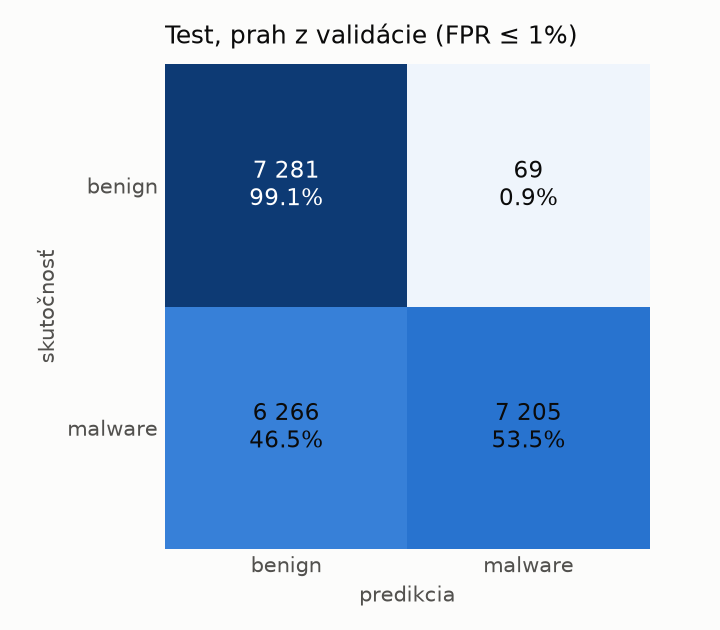 Test, prah z validácie (FPR ≤ 1%)
benign
7 281
99.1%
69
0.9%
skutočnosť
malware
6 266
46.5%
7 205
53.5%
benign
malware
predikcia